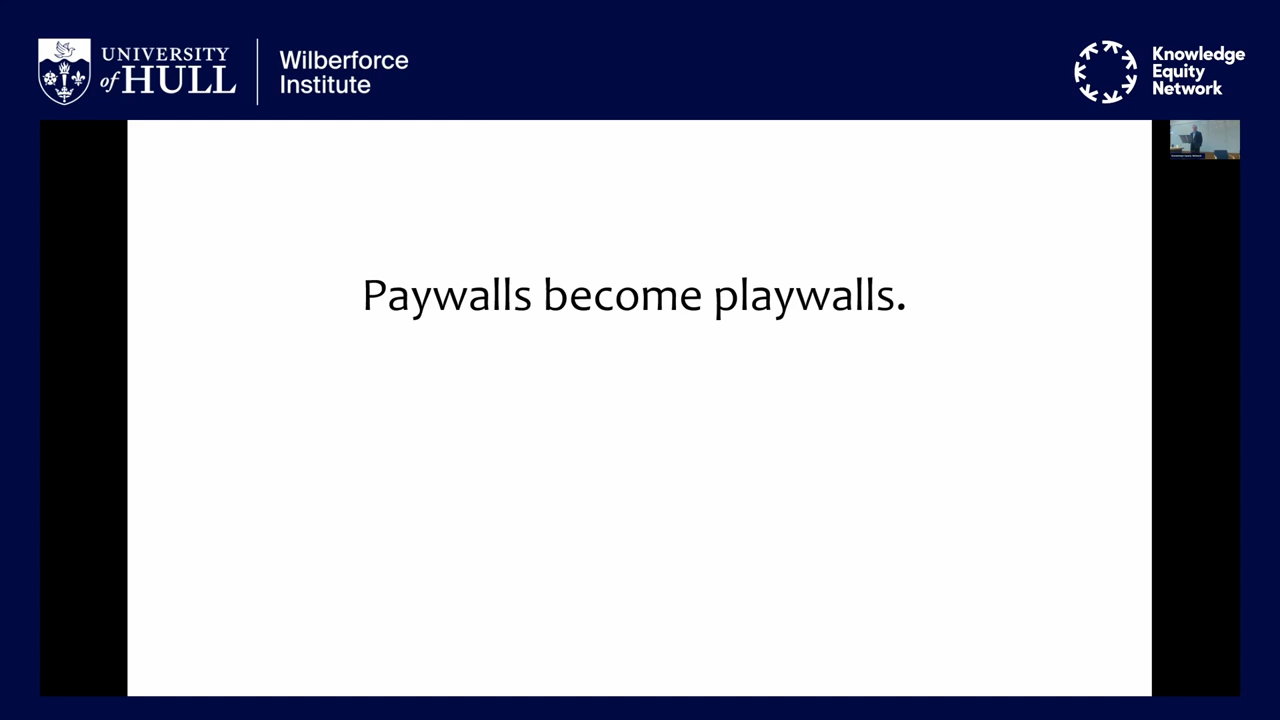 UNIVERSITY
of HULL
Wilberforce
Institute
Knowledge
Equity
Network
Paywalls become playwalls.